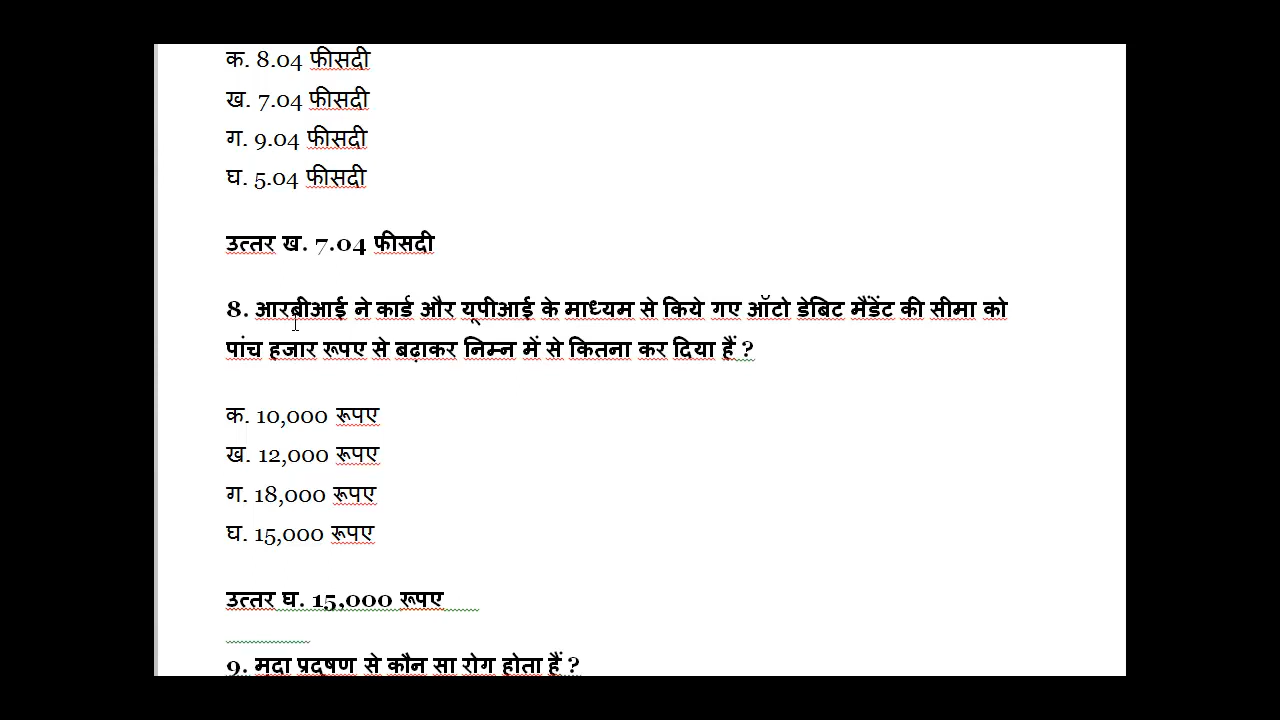 क. 8.04 फीसदी
ख. 7.04 फीसदी
ग. 9.04 फीसदी
घ. 5.04 फीसदी
उत्तर ख. 7.04 फीसदी
8. आरबीआई ने कार्ड और यूपीआई के माध्यम से किये गए ऑटो डेबिट मैंडेंट की सीमा को
पांच हजार रूपए से बढ़ाकर निम्न में से कितना कर दिया हैं ?
क. 10,000 रूपए
ख. 12,000 रूपए
ग. 18,000 रूपए
घ. 15,000 रूपए
उत्तर घ. 15,000 रूपए
9. मृदा प्रदूषण से कौन सा रोग होता हैं ?